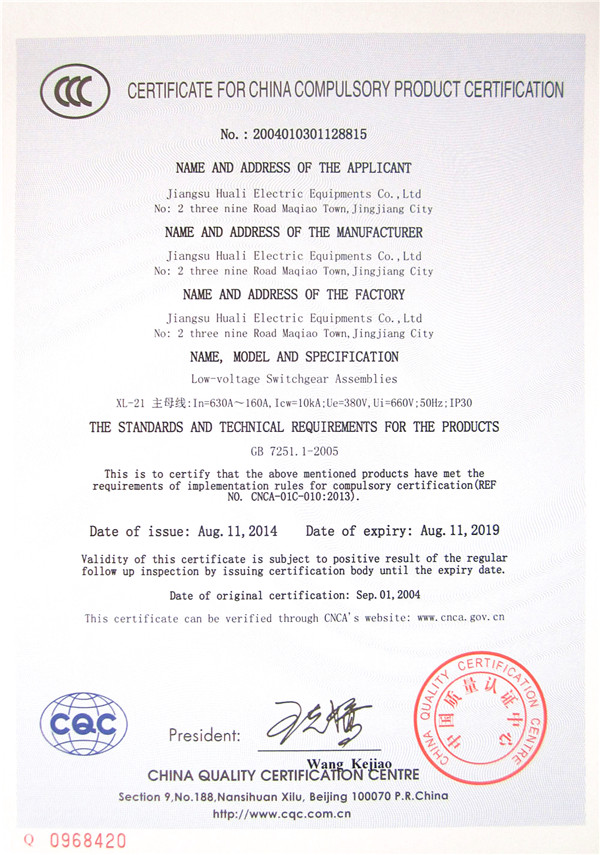 CCC
CERTIFICATE FOR CHINA COMPULSORY PRODUCT CERTIFICATION
No.: 2004010301128815
NAME AND ADDRESS OF THE APPLICANT
Jiangsu Huali Electric Equipments Co.,Ltd
No: 2 three nine Road Maqiao Town,Jingjiang City
NAME AND ADDRESS OF THE MANUFACTURER
Jiangsu Huali Electric Equipments Co.,Ltd
No: 2 three nine Road Maqiao Town,Jingjiang City
NAME AND ADDRESS OF THE FACTORY
Jiangsu Huali Electric Equipments Co.,Ltd
No: 2 three nine Road Maqiao Town,Jingjiang City
NAME, MODEL AND SPECIFICATION
Low-voltage Switchgear Assemblies
XL-21 主母线:In=630A~160A,Icw=10kA;Ue=380V,Ui=660V;50Hz;IP30
THE STANDARDS AND TECHNICAL REQUIREMENTS FOR THE PRODUCTS
GB 7251.1-2005
This is to certify that the above mentioned products have met the
requirements of implementation rules for compulsory certification(REF
NO. CNCA-01C-010:2013).
Date of issue: Aug.11,2014 Date of expiry: Aug.11,2019
Validity of this certificate is subject to positive result of the regular
follow up inspection by issuing certification body until the expiry date.
Date of original certification: Sep.01,2004
This certificate can be verified through CNCA's website: www.cnca.gov.cn
CQC
President:
Wang Kejiao
CHINA QUALITY CERTIFICATION CENTRE
中国质量认证中心
CHINA QUALITY CERTIFICATION CENTRE
Section 9,No.188,Nansihuan Xilu, Beijing 100070 P.R.China
http://www.cqc.com.cn
Q 0968420